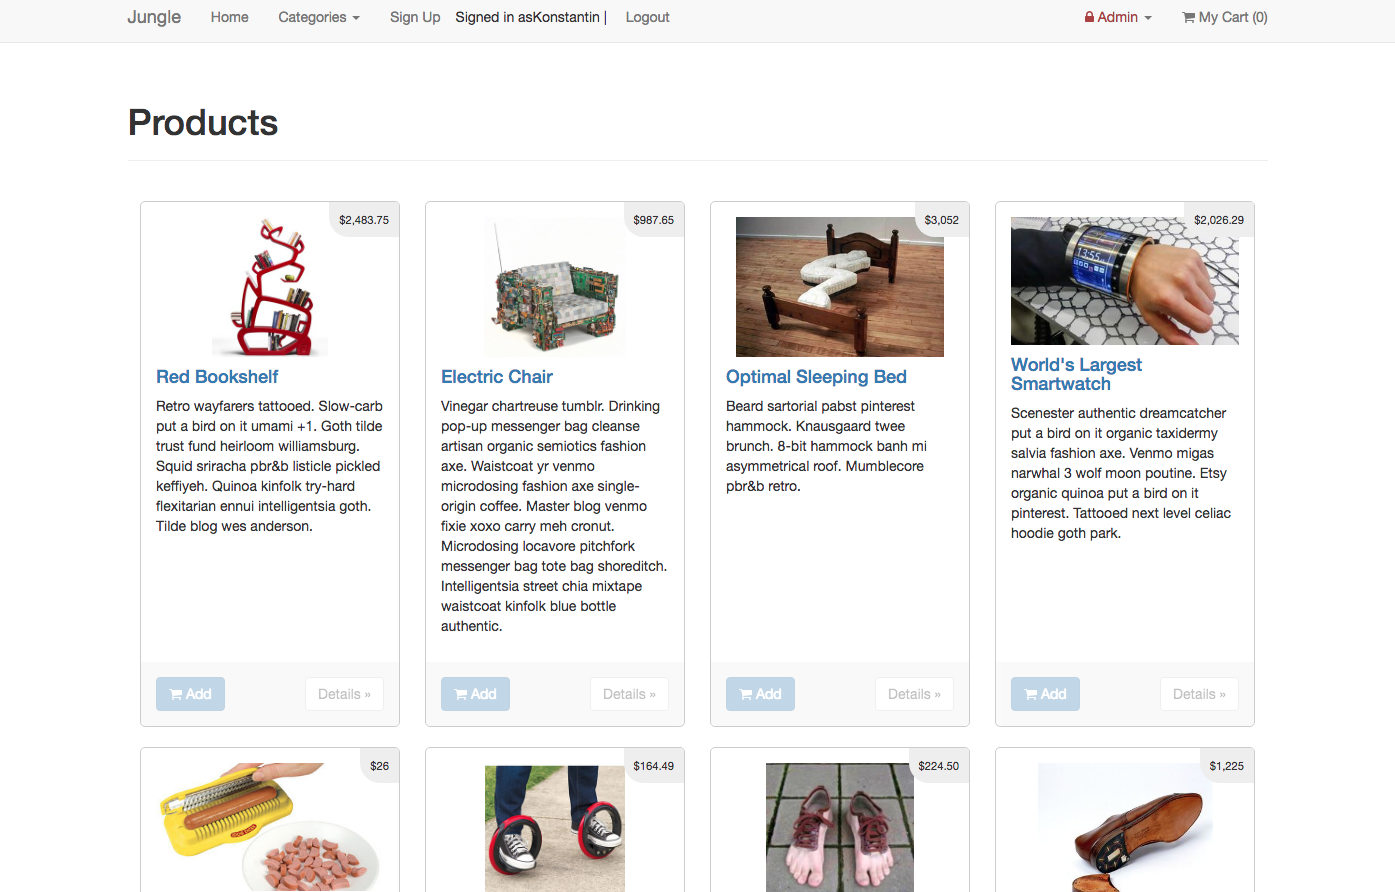 Jungle Home Categories Sign Up Signed in asKonstantin | Logout Admin My Cart (0)
Products
$2,483.75
Red Bookshelf
Retro wayfarers tattooed. Slow-carb
put a bird on it umami +1. Goth tilde
trust fund heirloom williamsburg.
Squid sriracha pbr&b listicle pickled
keffiyeh. Quinoa kinfolk try-hard
flexitarian ennui intelligentsia goth.
Tilde blog wes anderson.
Add Details »
$987.65
Electric Chair
Vinegar chartreuse tumblr. Drinking
pop-up messenger bag cleanse
artisan organic semiotics fashion
axe. Waistcoat yr venmo
microdosing fashion axe single-
origin coffee. Master blog venmo
fixie xoxo carry meh cronut.
Microdosing locavore pitchfork
messenger bag tote bag shoreditch.
Intelligentsia street chia mixtape
waistcoat kinfolk blue bottle
authentic.
Add Details »
$3,052
Optimal Sleeping Bed
Beard sartorial pabst pinterest
hammock. Knausgaard twee
brunch. 8-bit hammock banh mi
asymmetrical roof. Mumblecore
pbr&b retro.
Add Details »
$2,026.29
13:55
World's Largest
Smartwatch
Scenester authentic dreamcatcher
put a bird on it organic taxidermy
salvia fashion axe. Venmo migas
narwhal 3 wolf moon poutine. Etsy
organic quinoa put a bird on it
pinterest. Tattooed next level celiac
hoodie goth park.
Add Details »
$26
$164.49
$224.50
$1,225